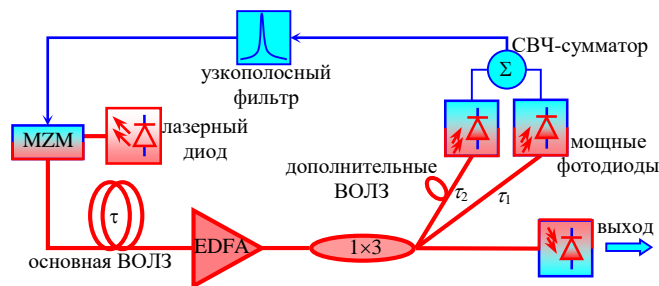 СВЧ-сумматор
Σ
узкополосный
фильтр
MZM
лазерный
диод
мощные
фотодиоды
дополнительные
ВОЛЗ
τ2
τ1
τ
EDFA
1×3
выход
основная ВОЛЗ